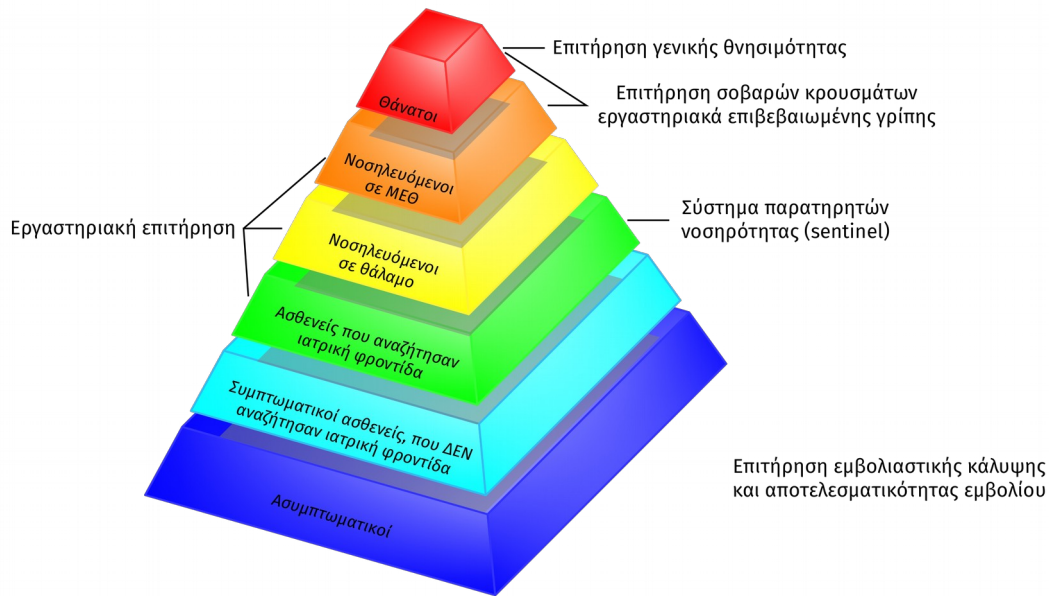 Επιτήρηση γενικής θνησιμότητας
Επιτήρηση σοβαρών κρουσμάτων
εργαστηριακά επιβεβαιωμένης γρίπης
Θάνατοι
Νοσηλευόμενοι
σε ΜΕΘ
Εργαστηριακή επιτήρηση
Σύστημα παρατηρητών
νοσηρότητας (sentinel)
Νοσηλευόμενοι
σε θάλαμο
Ασθενείς που αναζήτησαν
ιατρική φροντίδα
Συμπτωματικοί ασθενείς, που ΔΕΝ
αναζήτησαν ιατρική φροντίδα
Ασυμπτωματικοί
Επιτήρηση εμβολιαστικής κάλυψης
και αποτελεσματικότητας εμβολίου